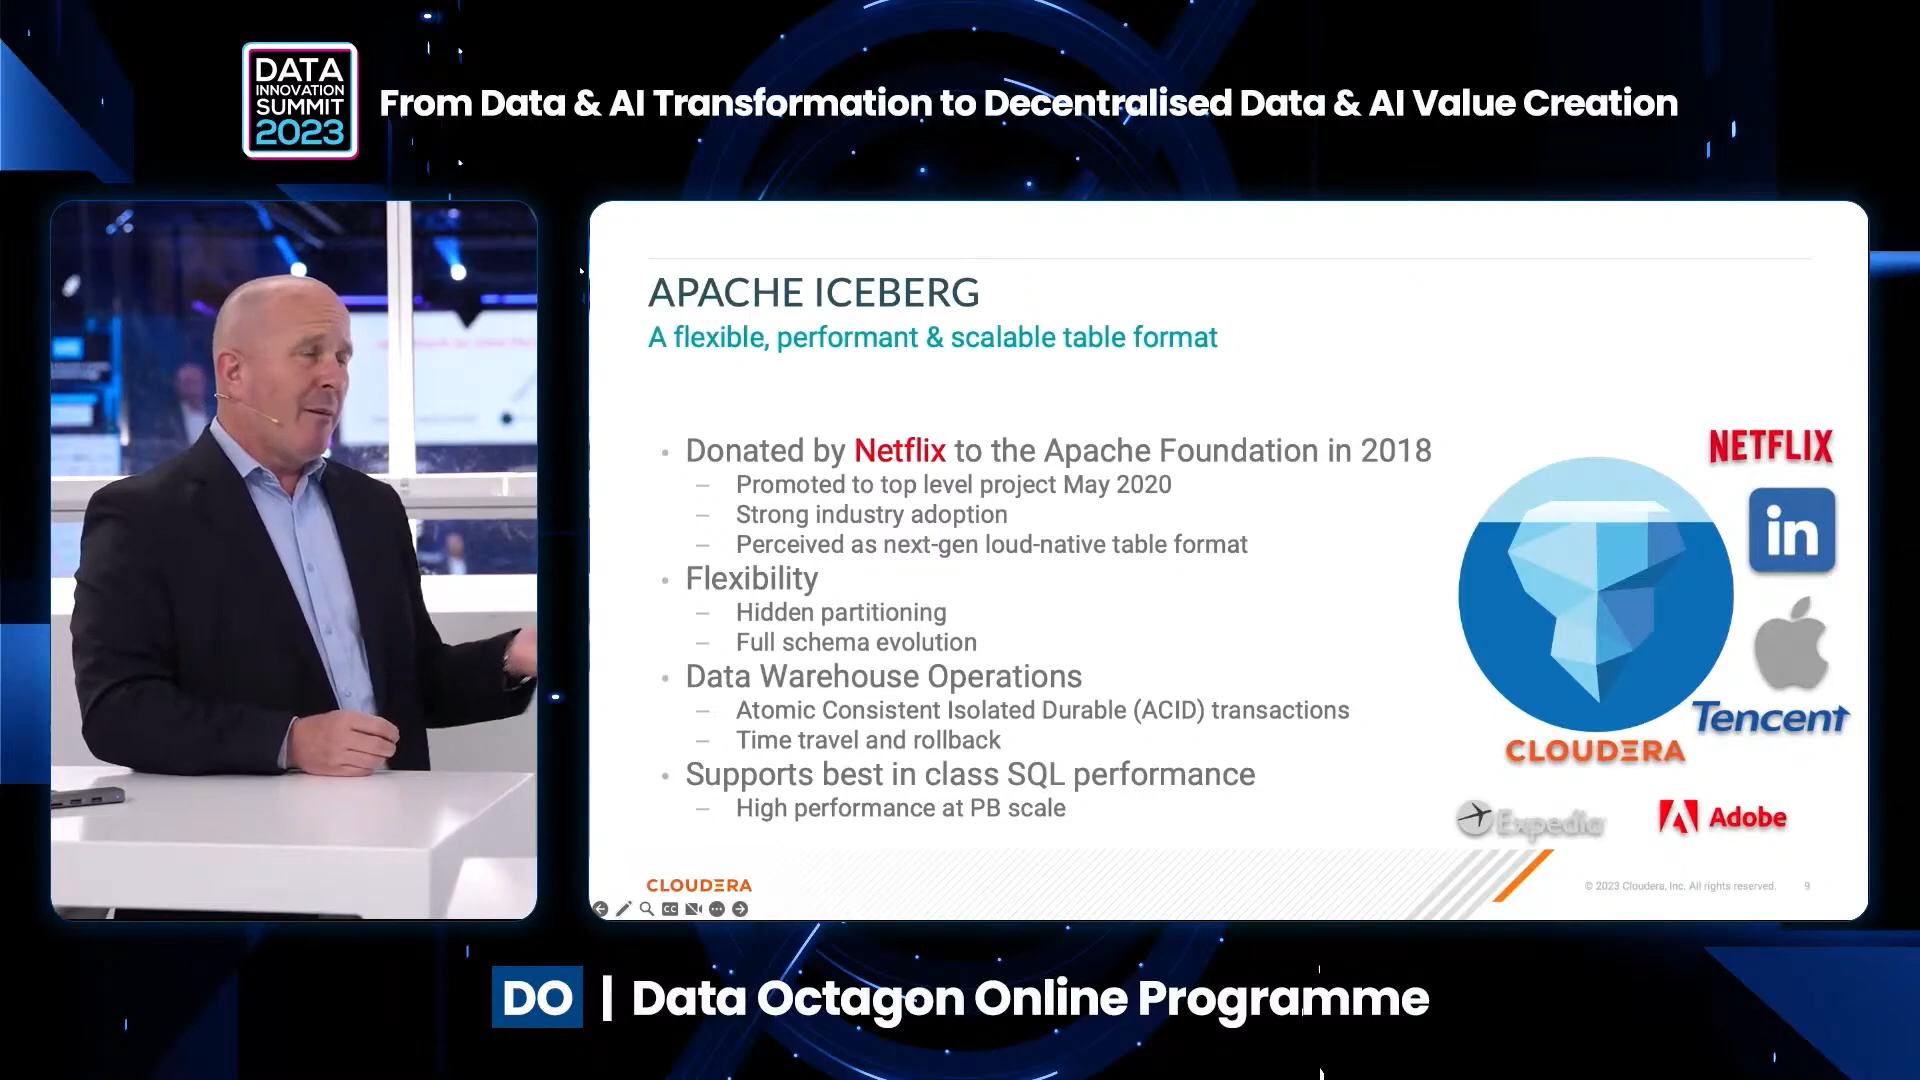 DATA
INNOVATION
SUMMIT
2023
From Data & AI Transformation to Decentralised Data & AI Value Creation
APACHE ICEBERG
A flexible, performant & scalable table format
• Donated by Netflix to the Apache Foundation in 2018
– Promoted to top level project May 2020
– Strong industry adoption
– Perceived as next-gen loud-native table format
• Flexibility
– Hidden partitioning
– Full schema evolution
• Data Warehouse Operations
– Atomic Consistent Isolated Durable (ACID) transactions
– Time travel and rollback
• Supports best in class SQL performance
– High performance at PB scale
NETFLIX
in
Tencent
CLOUDERA
Expedia
Adobe
CLOUDERA
© 2023 Cloudera, Inc. All rights reserved. 9
CC
DO | Data Octagon Online Programme